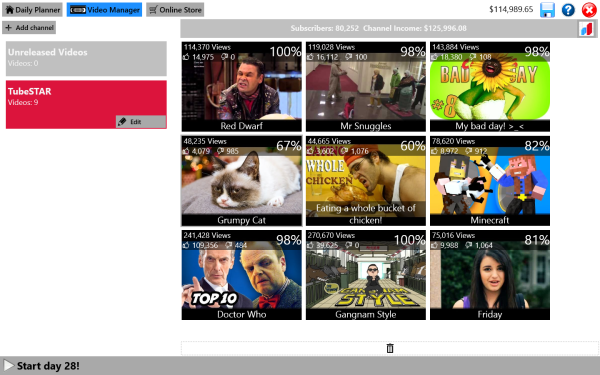 Daily Planner
Video Manager
Online Store
$114,989.65
Add channel
Subscribers: 80,252 Channel Income: $125,996.08
Unreleased Videos
Videos: 0
TubeSTAR
Videos: 9
Edit
114,370 Views
14,975 0
100%
Red Dwarf
119,028 Views
16,112 100
98%
Mr Snuggles
143,884 Views
18,380 108
98%
BAD DAY
#8
My bad day! >_<
48,235 Views
4,079 985
67%
Grumpy Cat
44,665 Views
3,602 1,076
60%
WHOLE
CHICKEN
Eating a whole bucket of
chicken!
78,620 Views
8,972 912
82%
Minecraft
241,428 Views
109,356 484
98%
TOP 10
Doctor Who
270,670 Views
39,625 0
100%
GANGNAM
STYLE
Gangnam Style
75,016 Views
9,988 1,064
81%
Friday
Start day 28!